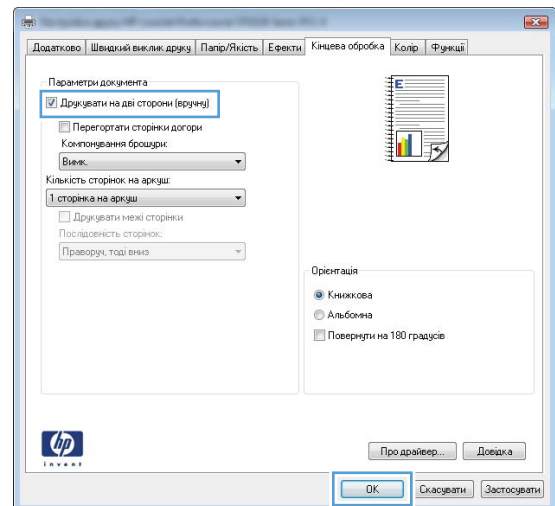 Додатково Швидкий виклик друку Папір/Якість Ефекти Кінцева обробка Колір Функції
Параметри документа
Друкувати на дві сторони (вручну)
Перегортати сторінки догори
Компонування брошури:
Вимк.
Кількість сторінок на аркуш:
1 сторінка на аркуш
Друкувати межі сторінки
Послідовність сторінок:
Праворуч, тоді вниз
E
Орієнтація
Книжкова
Альбомна
Повернути на 180 градусів
hp
invent
Про драйвер... Довідка
OK Скасувати Застосувати